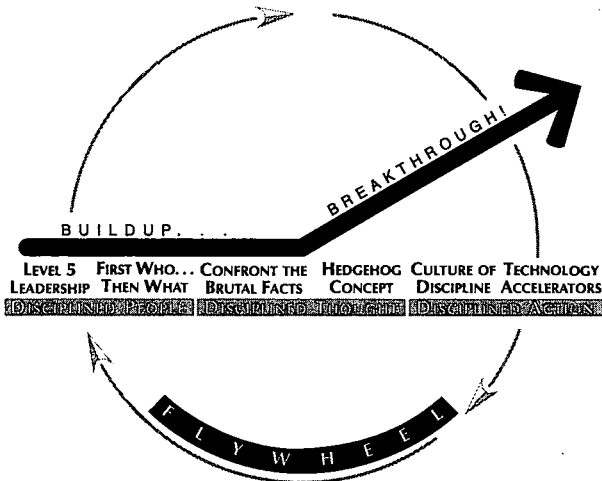 BREAKTHROUGH!
BUILDUP...
LEVEL 5 LEADERSHIP
FIRST WHO... THEN WHAT
CONFRONT THE BRUTAL FACTS
HEDGEHOG CONCEPT
CULTURE OF DISCIPLINE
TECHNOLOGY ACCELERATORS
DISCIPLINED PEOPLE
DISCIPLINED THOUGHT
DISCIPLINED ACTION
FLYWHEEL